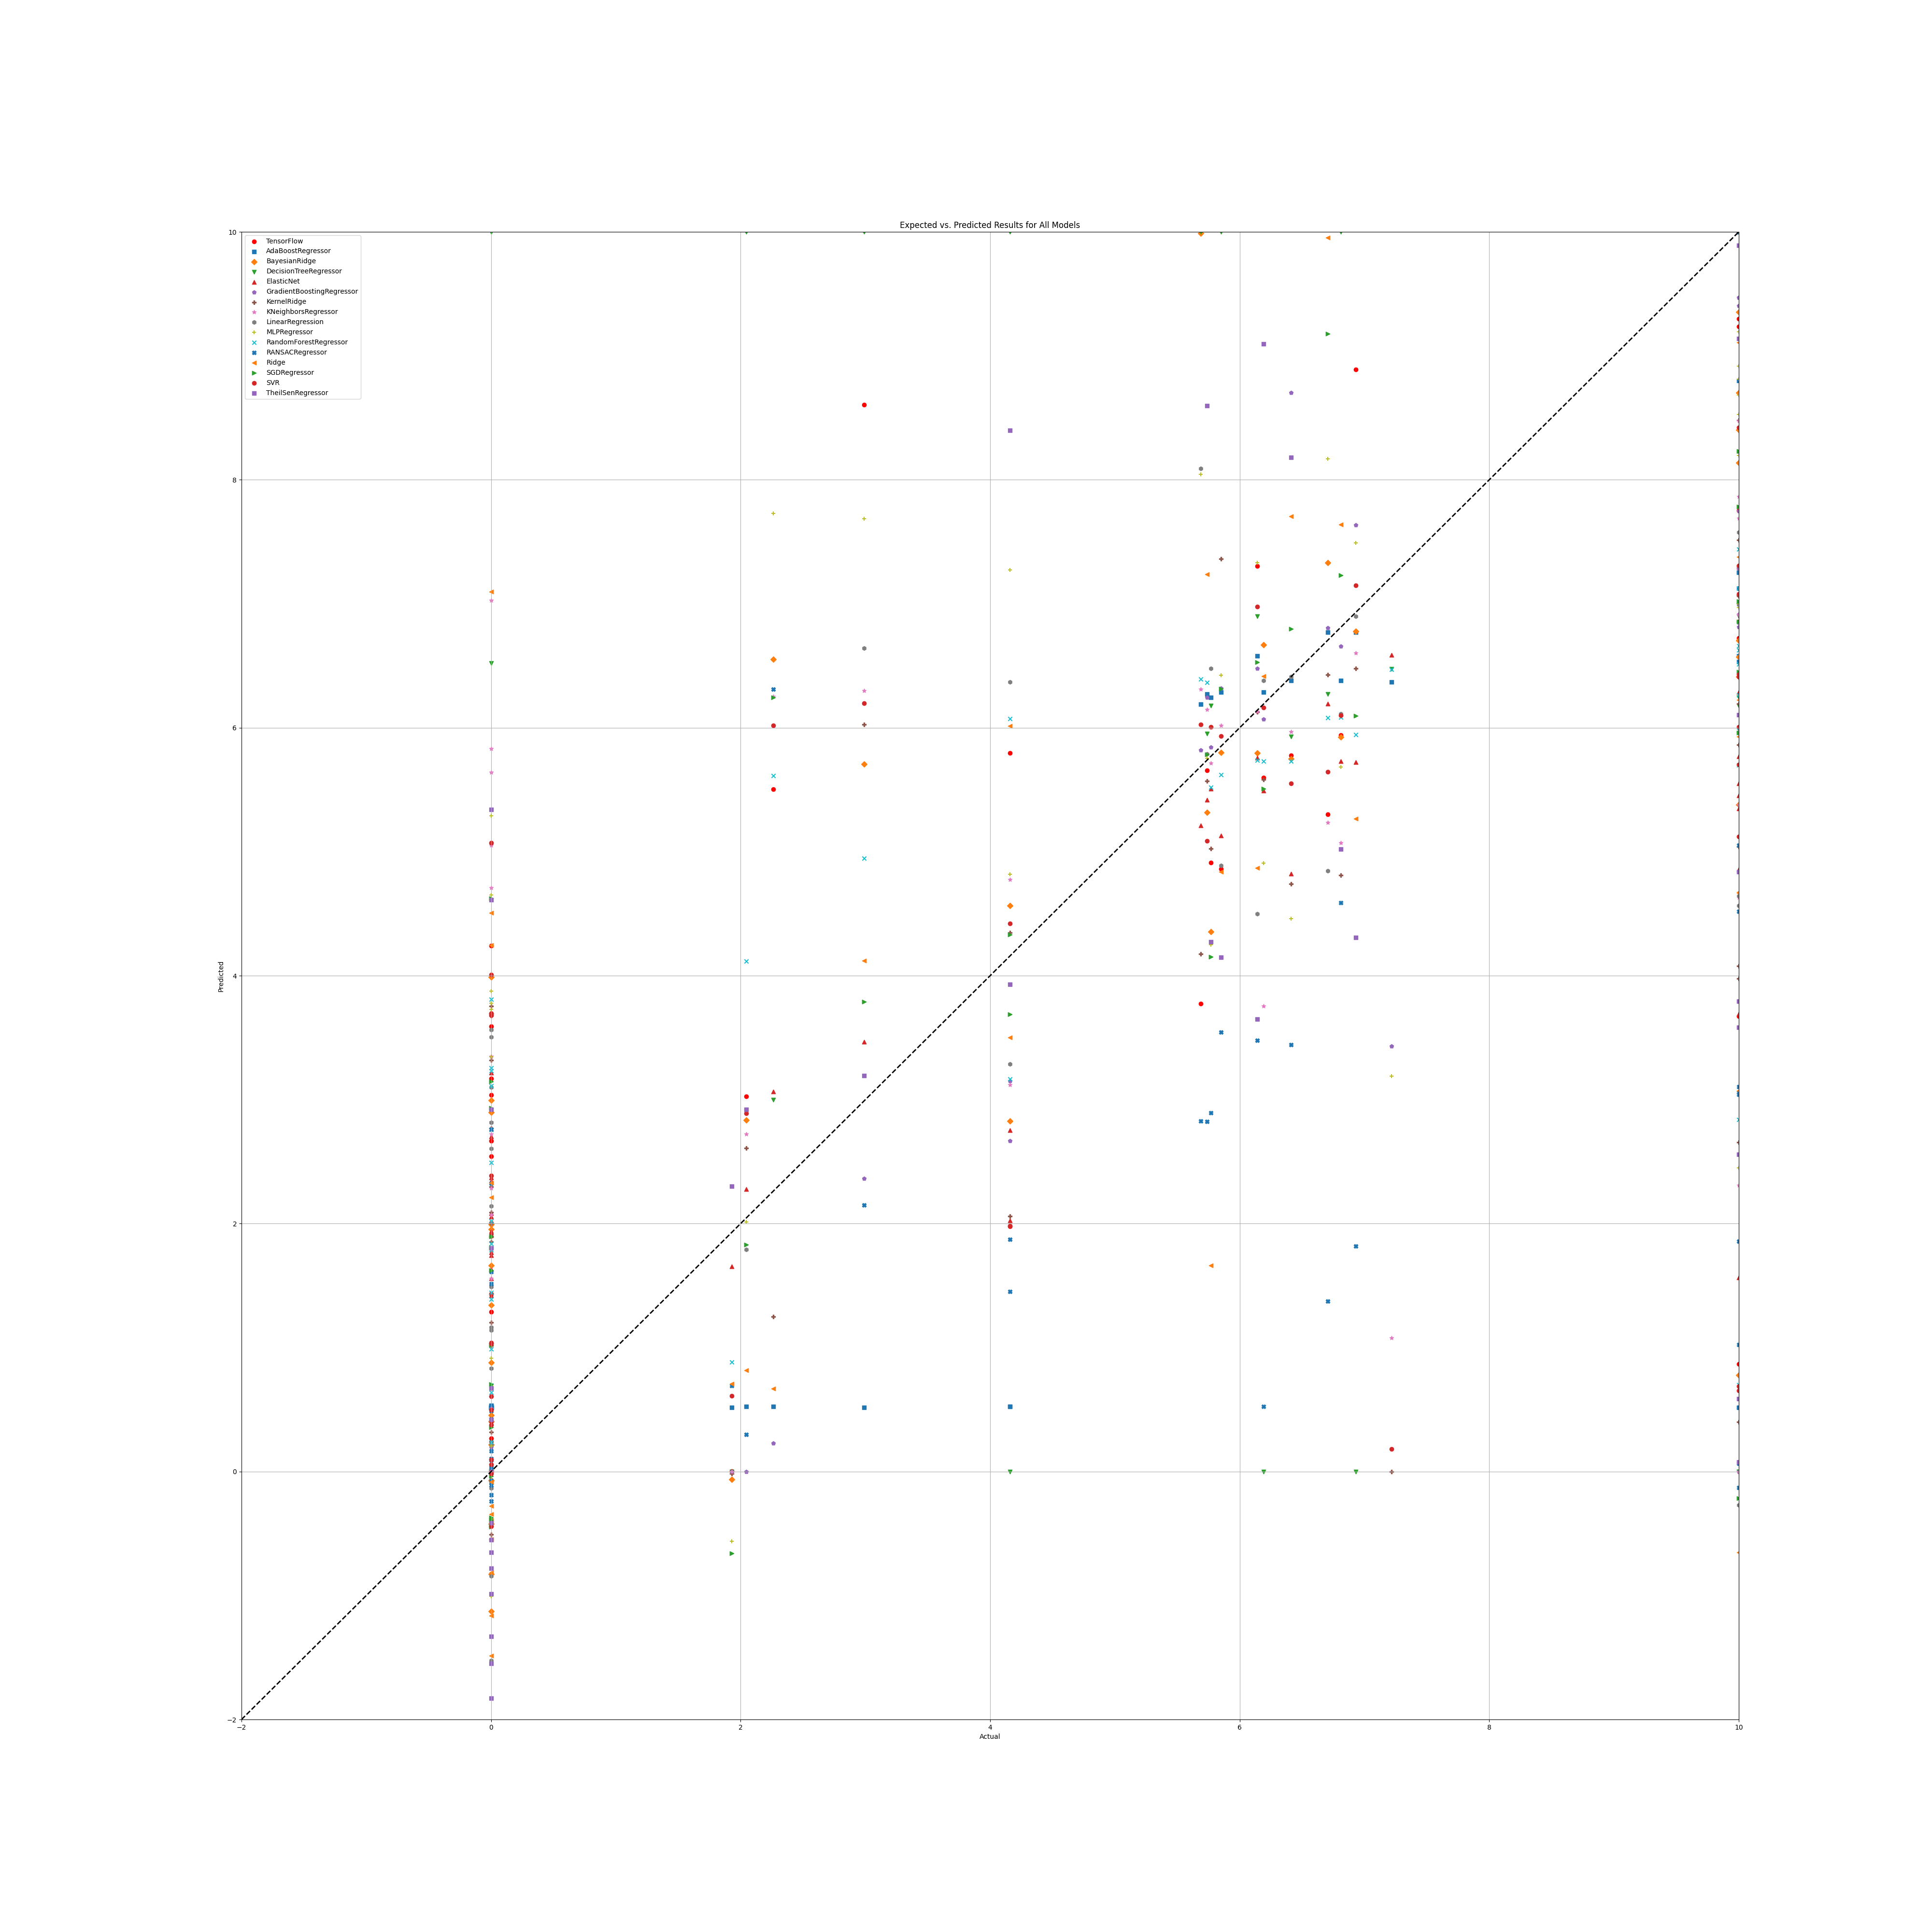 Expected vs. Predicted Results for All Models
TensorFlow
AdaBoostRegressor
BayesianRidge
DecisionTreeRegressor
ElasticNet
GradientBoostingRegressor
KernelRidge
KNeighborsRegressor
LinearRegression
MLPRegressor
RandomForestRegressor
RANSACRegressor
Ridge
SGDRegressor
SVR
TheilSenRegressor
10
8
6
4
2
0
−2
Predicted
−2 0 2 4 6 8 10
Actual